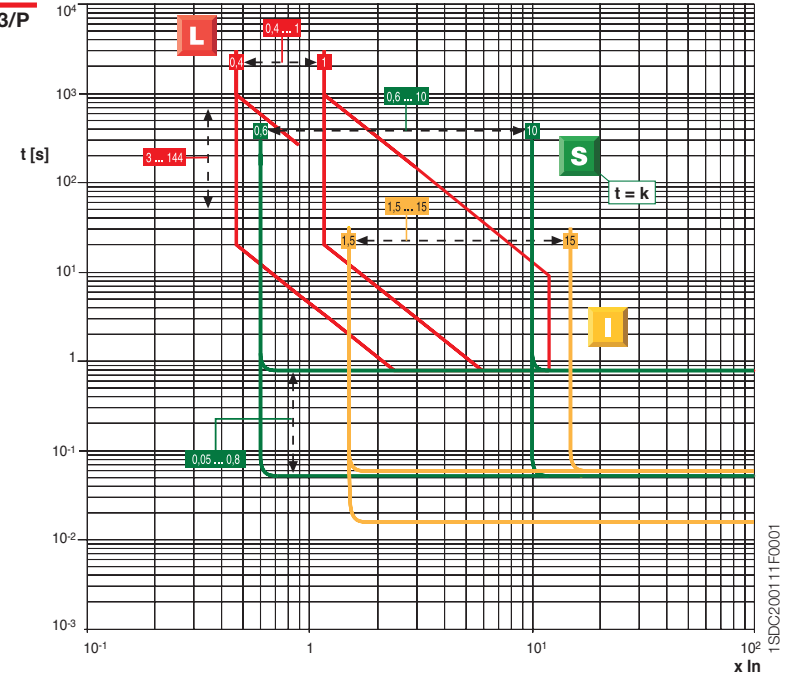 3/P
10⁴
L
0,4 ... 1
0,4
1
10³
0,6 ... 10
0,6
10
t [s]
3 ... 144
S
t = k
10²
1,5 ... 15
1,5
15
10¹
I
1
10⁻¹
0,05 ... 0,8
10⁻²
10⁻³
10⁻¹
1
10¹
10²
x In
1SDC200111F0001